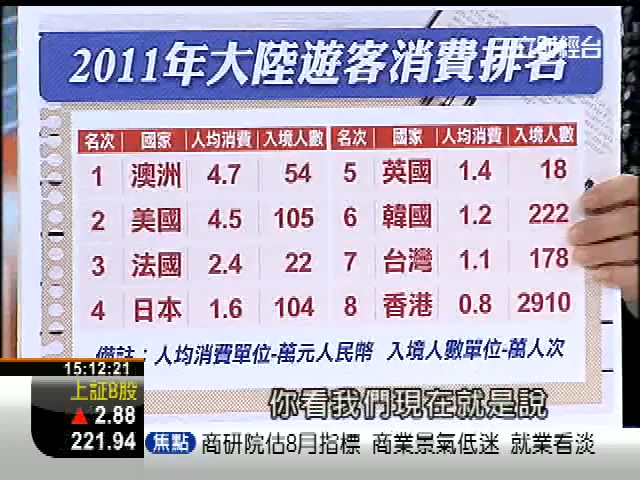 財經台
2011年大陸遊客消費排名
名次 國家 人均消費 入境人數 名次 國家 人均消費 入境人數
1 澳洲 4.7 54 5 英國 1.4 18
2 美國 4.5 105 6 韓國 1.2 222
3 法國 2.4 22 7 台灣 1.1 178
4 日本 1.6 104 8 香港 0.8 2910
備註：人均消費單位-萬元人民幣 入境人數單位-萬人次
15:12:21
上証B股
▲ 2.88
221.94
你看我們現在就是說
焦點 商研院估8月指標 商業景氣低迷 就業看淡